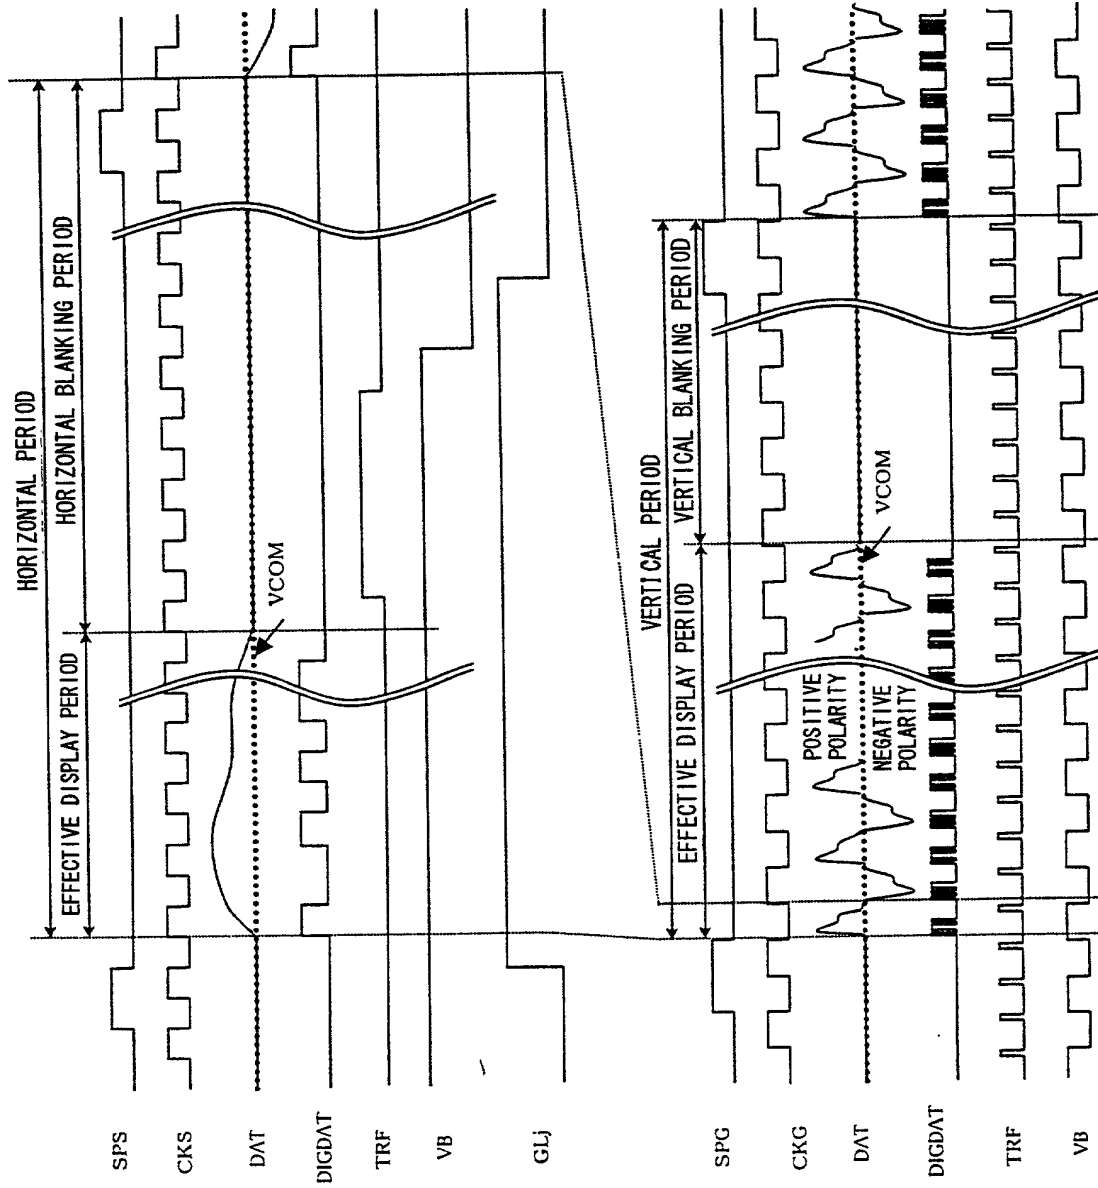 HORIZONTAL PERIOD
EFFECTIVE DISPLAY PERIOD
HORIZONTAL BLANKING PERIOD
VCOM
SPS
CKS
DAT
DIGDAT
TRF
VB
GLj
VERTICAL PERIOD
EFFECTIVE DISPLAY PERIOD
VERTICAL BLANKING PERIOD
POSITIVE
POLARITY
NEGATIVE
POLARITY
VCOM
SPG
CKG
DAT
DIGDAT
TRF
VB